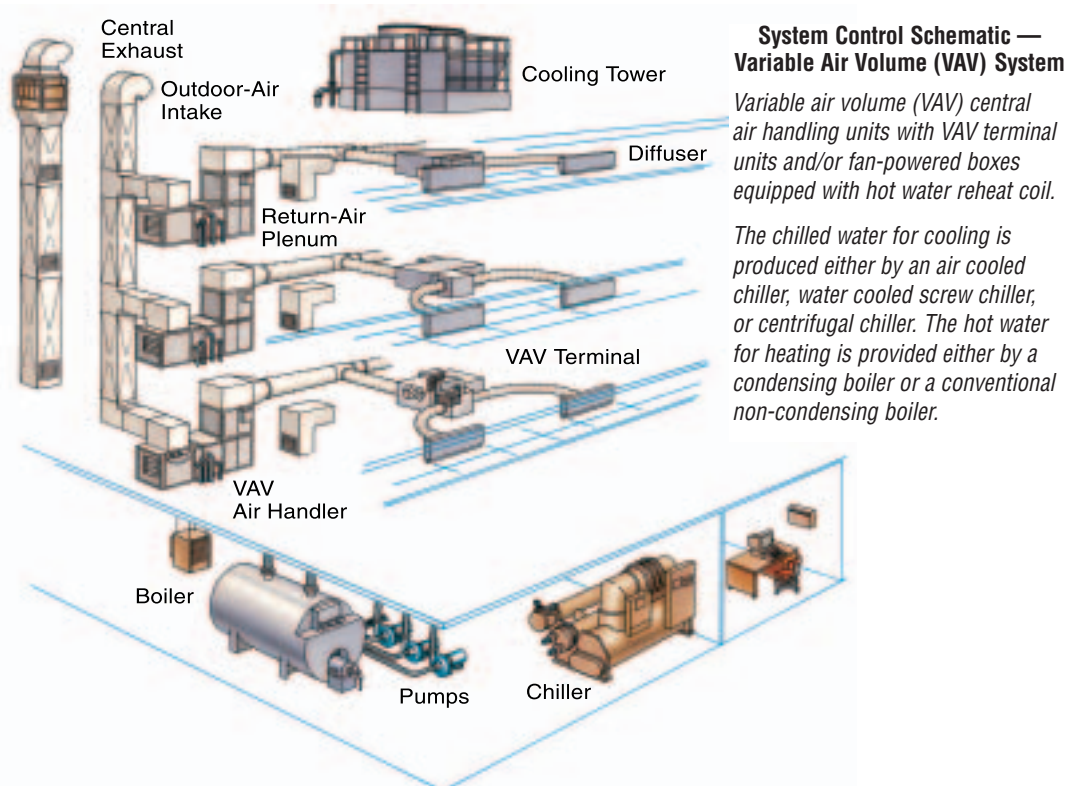 Central
Exhaust
Outdoor-Air
Intake
Cooling Tower
Diffuser
Return-Air
Plenum
VAV Terminal
VAV
Air Handler
Boiler
Pumps
Chiller
System Control Schematic —
Variable Air Volume (VAV) System
Variable air volume (VAV) central
air handling units with VAV terminal
units and/or fan-powered boxes
equipped with hot water reheat coil.
The chilled water for cooling is
produced either by an air cooled
chiller, water cooled screw chiller,
or centrifugal chiller. The hot water
for heating is provided either by a
condensing boiler or a conventional
non-condensing boiler.